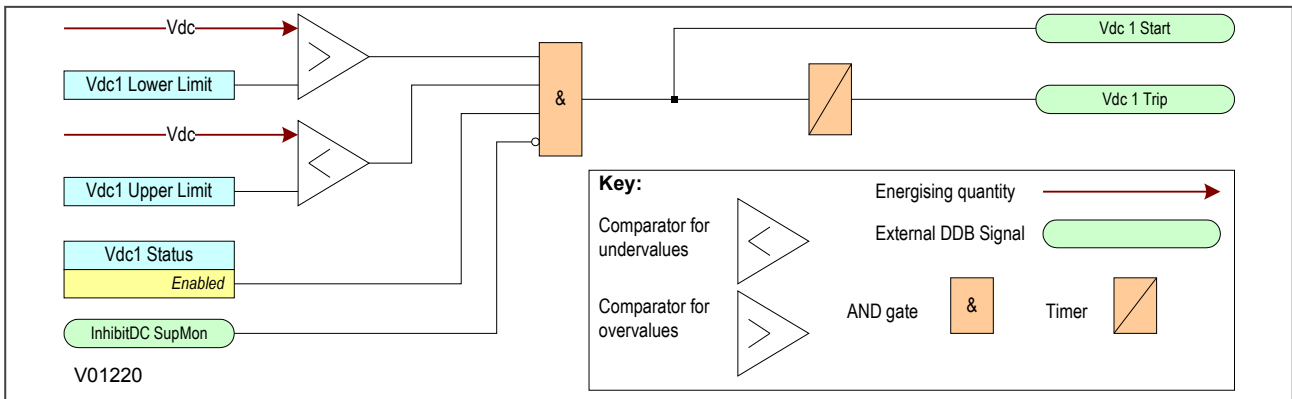 Vdc
Vdc1 Lower Limit
Vdc
Vdc1 Upper Limit
Vdc1 Status
Enabled
InhibitDC SupMon
V01220
&
Vdc 1 Start
Vdc 1 Trip
Key:
Comparator for
undervalues
Comparator for
overvalues
Energising quantity
External DDB Signal
AND gate
&
Timer